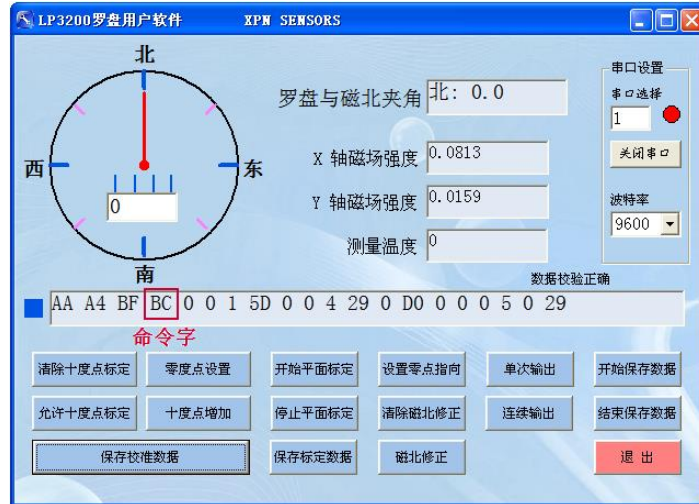 LP3200罗盘用户软件 XPN SENSORS
北
西
东
南
0
罗盘与磁北夹角 北: 0.0
X 轴磁场强度 0.0813
Y 轴磁场强度 0.0159
测量温度 0
串口设置
串口选择
1
关闭串口
波特率
9600
数据校验正确
AA A4 BF BC 0 0 1 5D 0 0 4 29 0 D0 0 0 0 5 0 29
命令字
清除十度点标定 零度点设置 开始平面标定 设置零点指向 单次输出 开始保存数据
允许十度点标定 十度点增加 停止平面标定 清除磁北修正 连续输出 结束保存数据
保存校准数据 保存标定数据 磁北修正 退 出